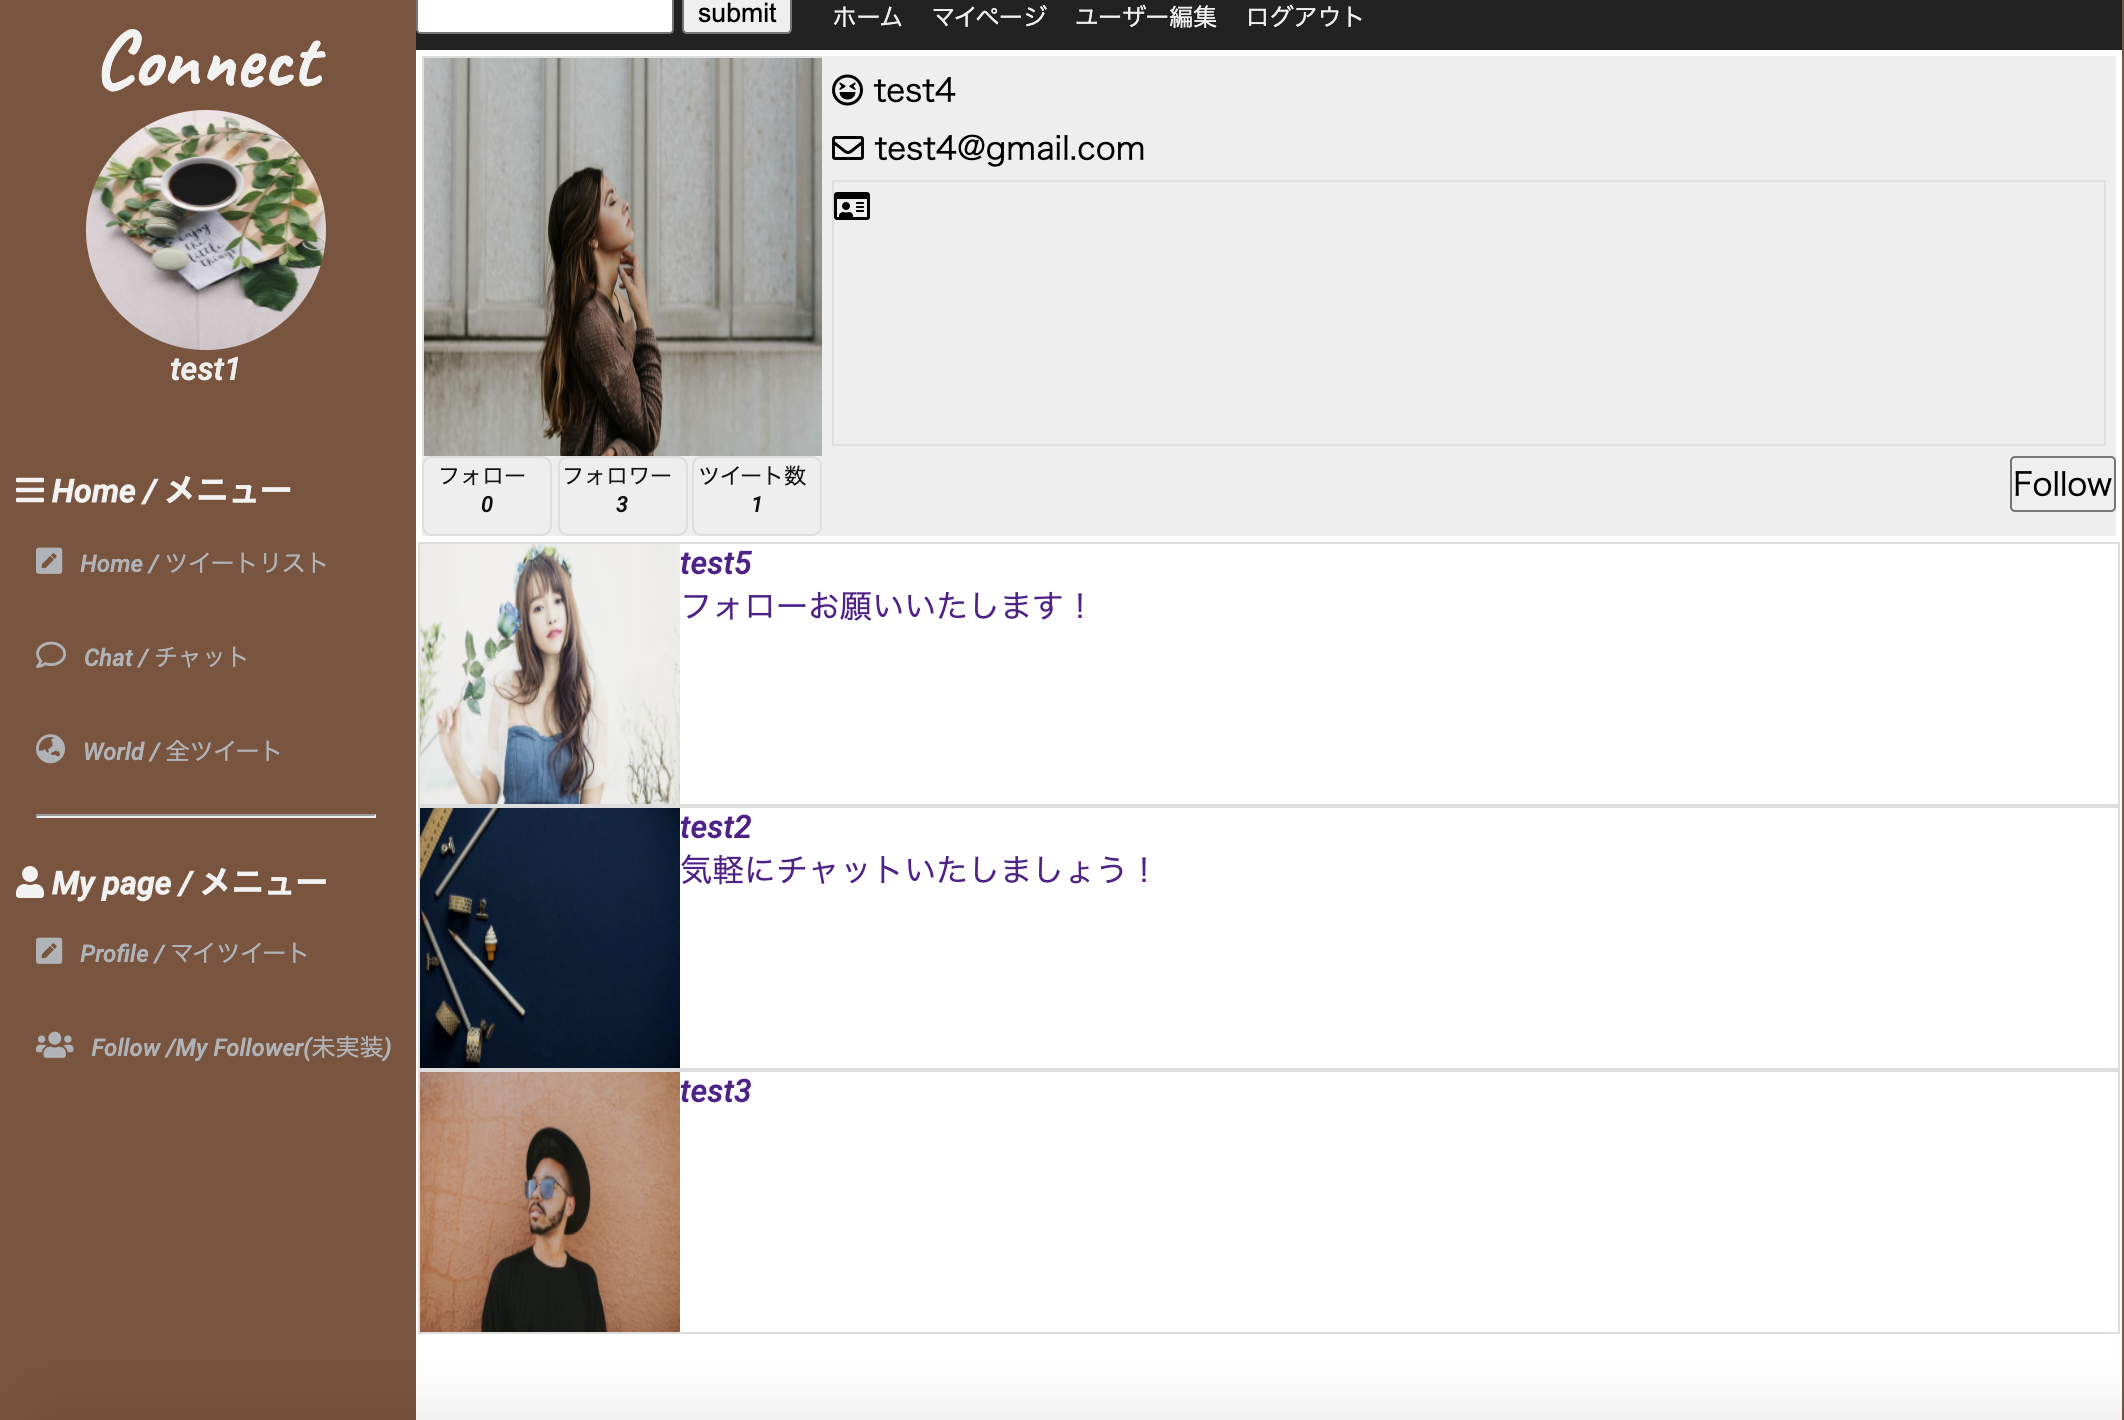 Connect
enjoy
the
little
things
test1
Home / メニュー
Home / ツイートリスト
Chat / チャット
World / 全ツイート
My page / メニュー
Profile / マイツイート
Follow /My Follower(未実装)
submit ホーム マイページ ユーザー編集 ログアウト
test4
test4@gmail.com
フォロー フォロワー ツイート数
0 3 1
Follow
test5
フォローお願いいたします！
test2
気軽にチャットいたしましょう！
test3